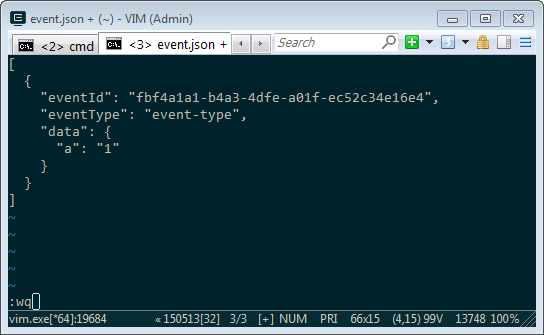 event.json + (~) - VIM (Admin)
<2> cmd
<3> event.json +
Search
[
{
"eventId": "fbf4a1a1-b4a3-4dfe-a01f-ec52c34e16e4",
"eventType": "event-type",
"data": {
"a": "1"
}
}
]
~
~
~
~
~
:wq
vim.exe[*64]:19684 « 150513[32] 3/3 [+] NUM PRI 66x15 (4,15) 99V 13748 100%